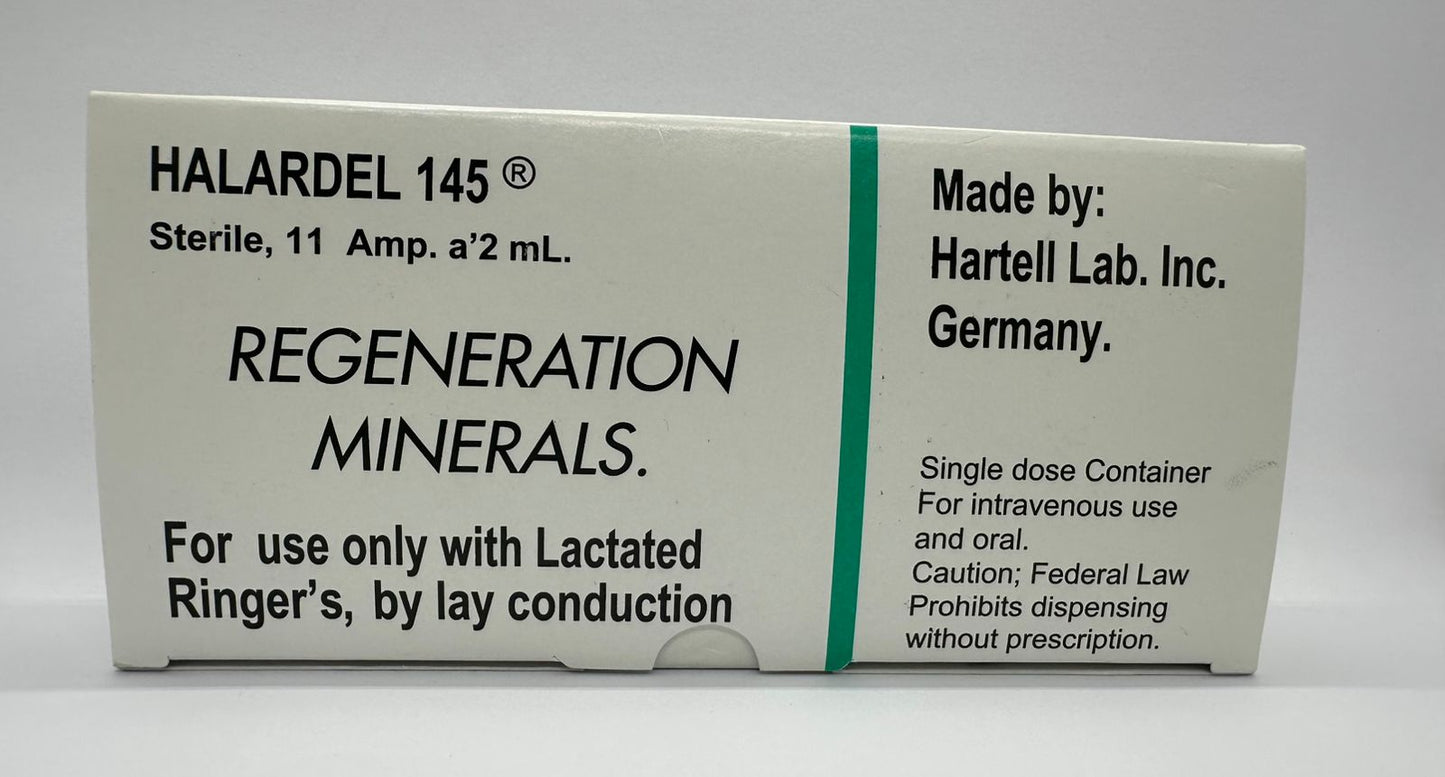 HALARDEL 145 ®
Sterile, 11 Amp. a’2 mL.
REGENERATION
MINERALS.
For use only with Lactated
Ringer’s, by lay conduction
Made by:
Hartell Lab. Inc.
Germany.
Single dose Container
For intravenous use
and oral.
Caution; Federal Law
Prohibits dispensing
without prescription.